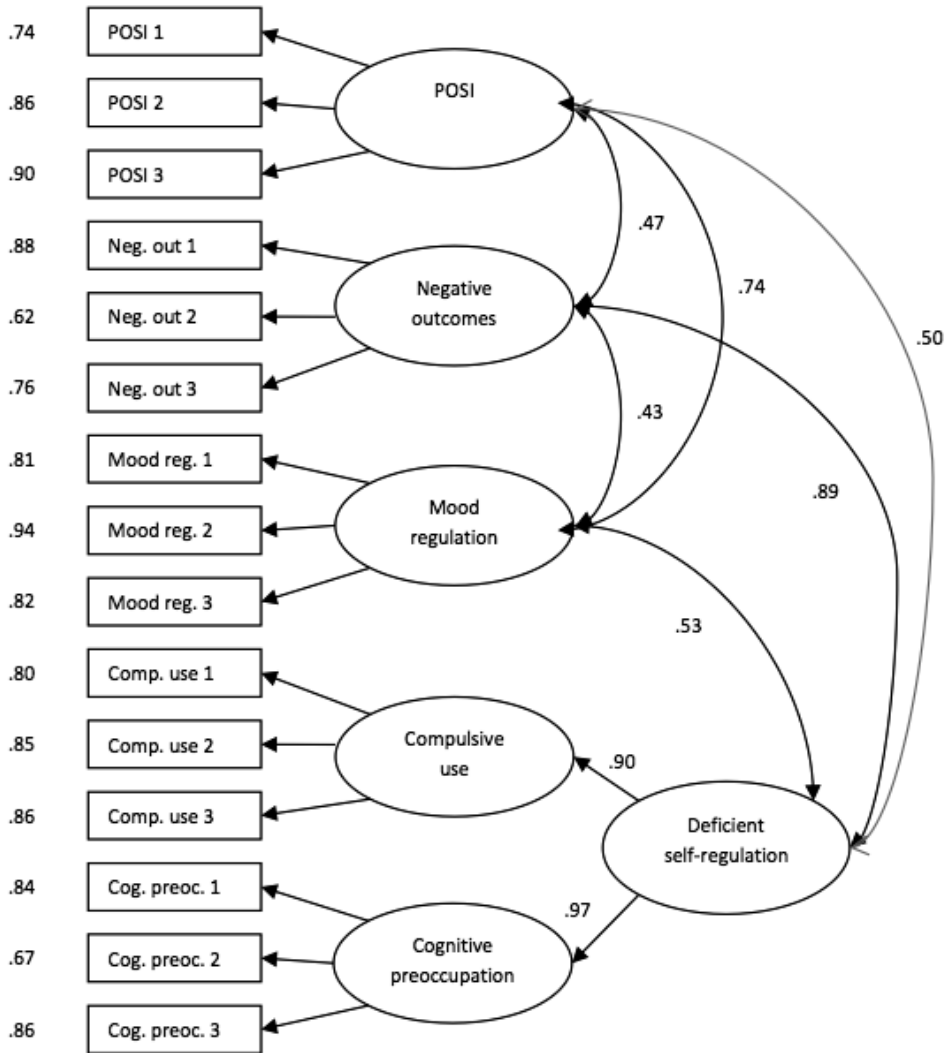 .74 POSI 1
POSI
.86 POSI 2
.90 POSI 3
.47
.88 Neg. out 1
Negative
outcomes
.74
.62 Neg. out 2
.50
.76 Neg. out 3
.43
.81 Mood reg. 1
.89
Mood
regulation
.94 Mood reg. 2
.82 Mood reg. 3
.53
.80 Comp. use 1
Compulsive
use
.85 Comp. use 2
.90
.86 Comp. use 3
Deficient
self-regulation
.84 Cog. preoc. 1
.97
Cognitive
preoccupation
.67 Cog. preoc. 2
.86 Cog. preoc. 3